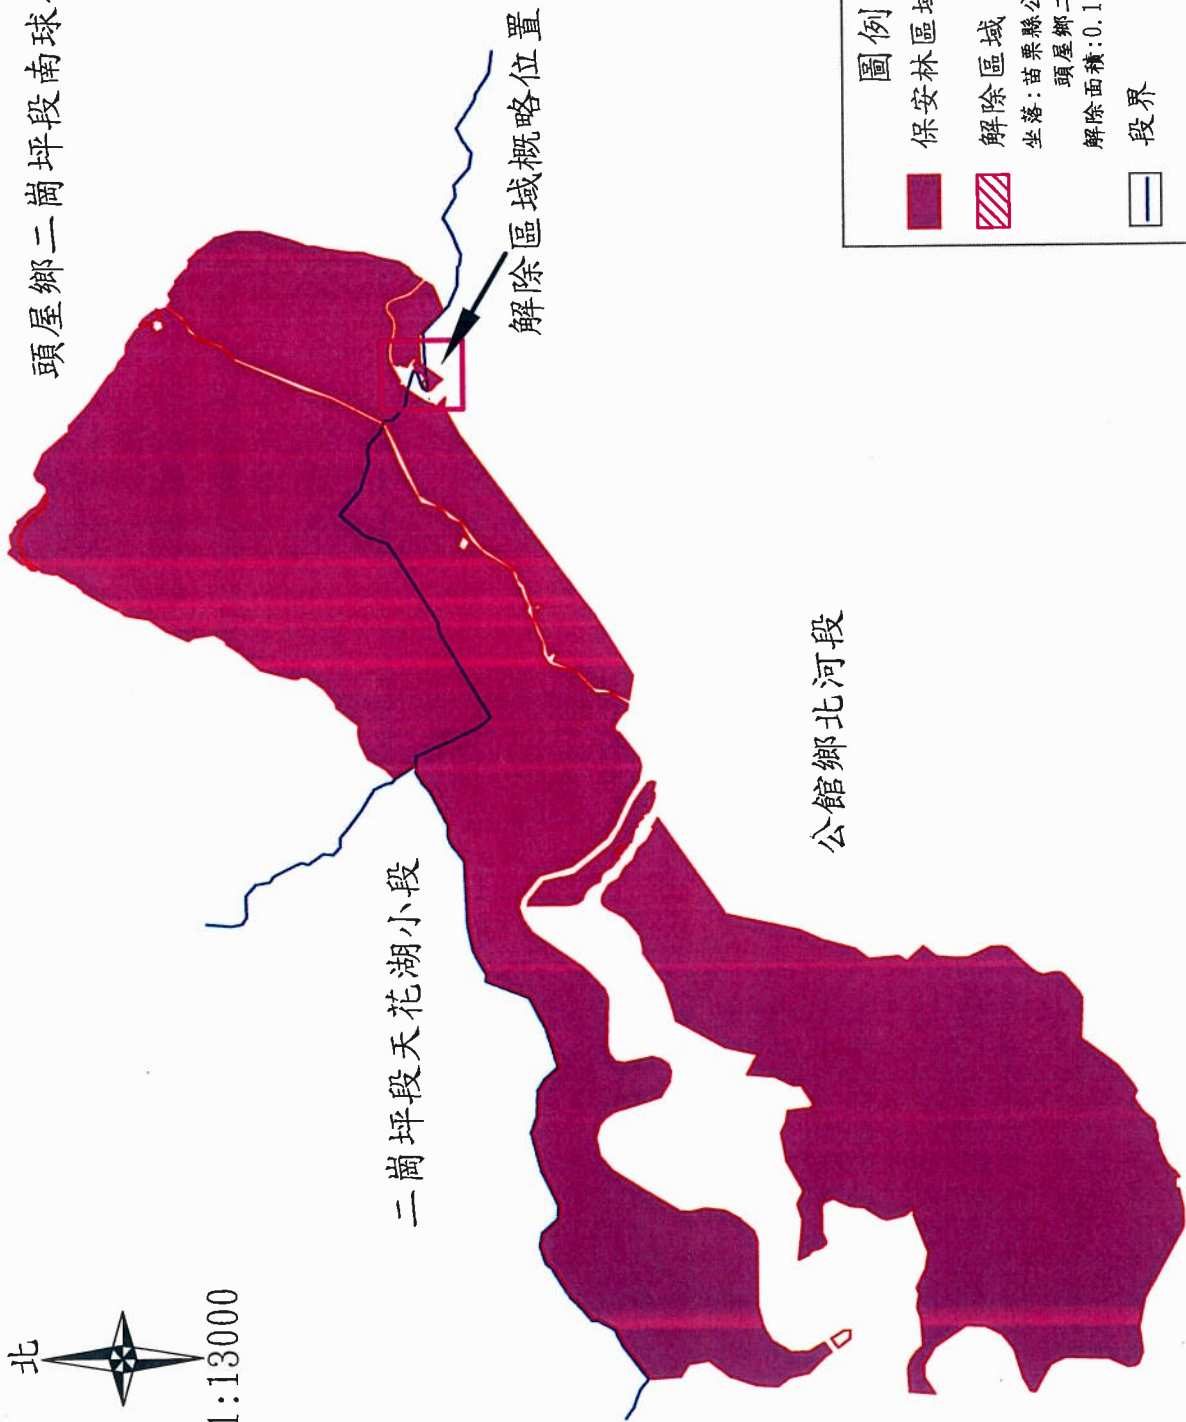 北
1:13000
頭屋鄉二崗坪段南球
二崗坪段天花湖小段
解除區域概略位置
公館鄉北河段
圖例
保安林區域
解除區域
坐落:苗栗縣公
頭屋鄉二
解除面積:0.1
段界